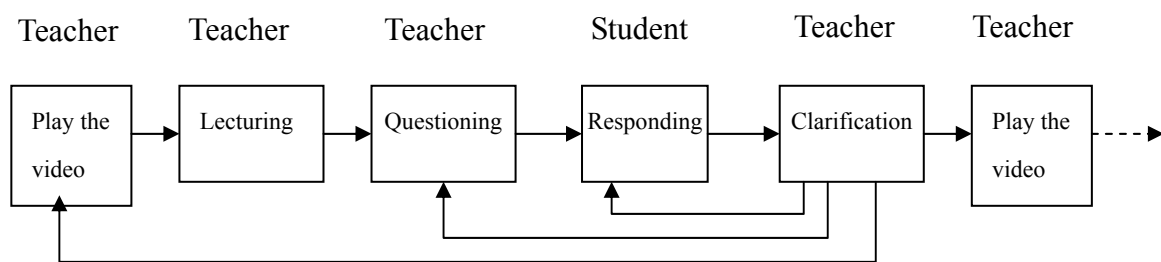 Teacher Teacher Teacher Student Teacher Teacher
Play the
video
Lecturing
Questioning
Responding
Clarification
Play the
video